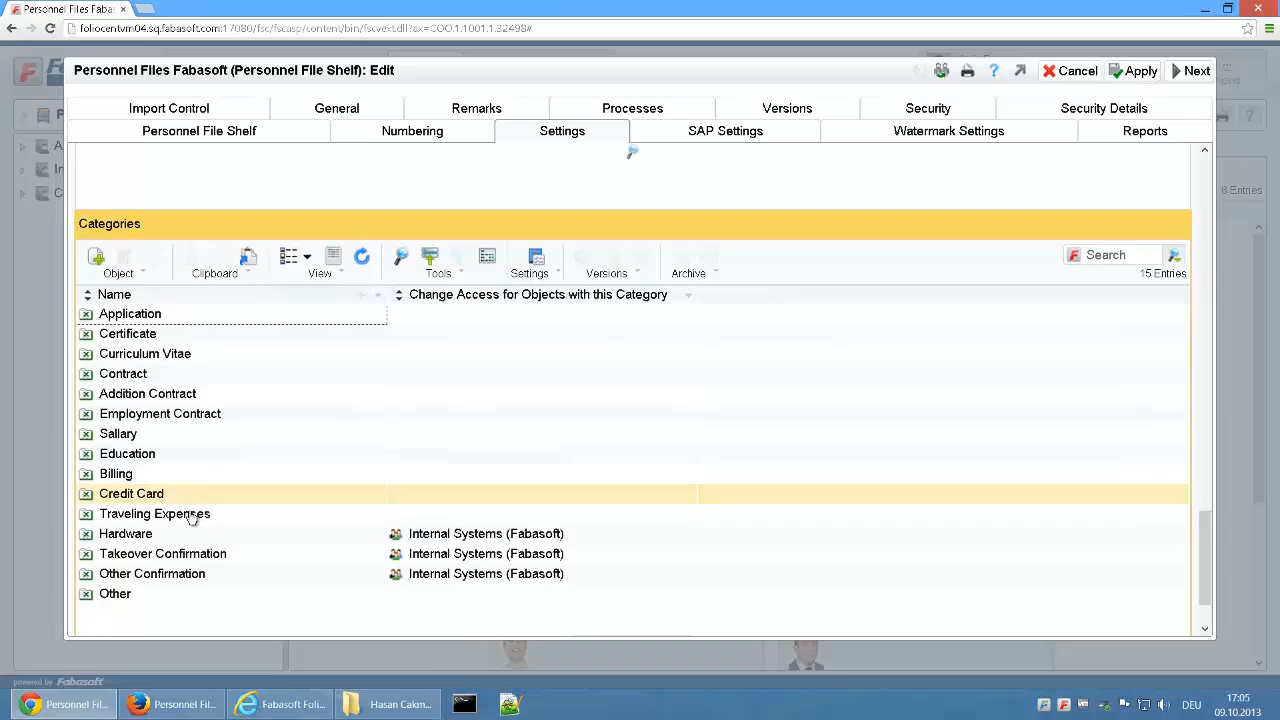 Personnel Files Fabas
foliocentvm04.sq.fabasoft.com:17080/fsc/fscasp/content/bin/fscvext.dll?ax=COO.1.1001.1.32498#
Personnel Files Fabasoft (Personnel File Shelf): Edit
Cancel Apply Next
Import Control General Remarks Processes Versions Security Security Details
Personnel File Shelf Numbering Settings SAP Settings Watermark Settings Reports
8 Entries
Categories
Search
Object Clipboard View Tools Settings Versions Archive
15 Entries
Name Change Access for Objects with this Category
Application
Certificate
Curriculum Vitae
Contract
Addition Contract
Employment Contract
Sallary
Education
Billing
Credit Card
Traveling Expenses
Hardware Internal Systems (Fabasoft)
Takeover Confirmation Internal Systems (Fabasoft)
Other Confirmation Internal Systems (Fabasoft)
Other
powered by Fabasoft
Personnel Fil... Personnel Fil... Fabasoft Foli... Hasan Cakm...
DEU
17:05
09.10.2013